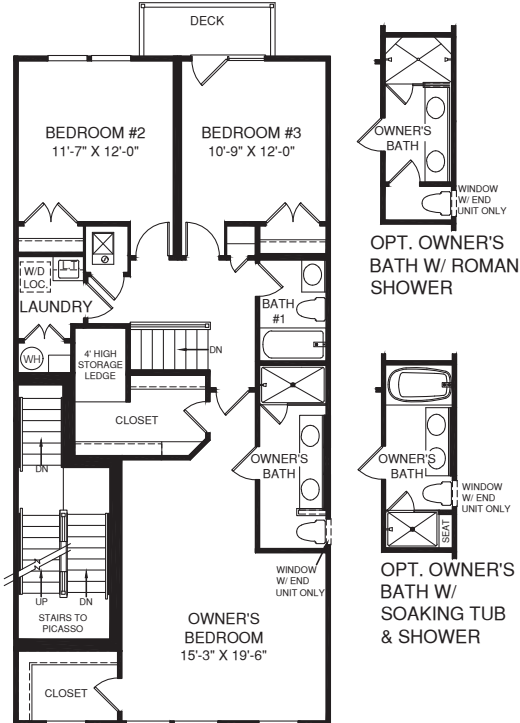 DECK
BEDROOM #2
11'-7" X 12'-0"
BEDROOM #3
10'-9" X 12'-0"
W/D
LOC.
LAUNDRY
WH
4' HIGH
STORAGE
LEDGE
DN
BATH
#1
CLOSET
OWNER'S
BATH
DN
UP
DN
STAIRS TO
PICASSO
WINDOW
W/ END
UNIT ONLY
OWNER'S
BEDROOM
15'-3" X 19'-6"
CLOSET
OWNER'S
BATH
WINDOW
W/ END
UNIT ONLY
OPT. OWNER'S
BATH W/ ROMAN
SHOWER
OWNER'S
BATH
WINDOW
W/ END
UNIT ONLY
SEAT
OPT. OWNER'S
BATH W/
SOAKING TUB
& SHOWER